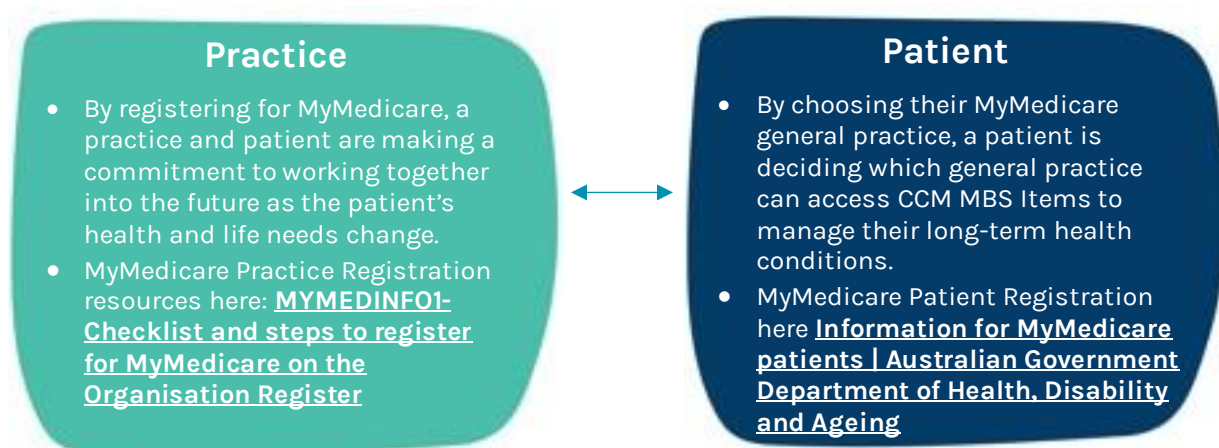 Practice
• By registering for MyMedicare, a
practice and patient are making a
commitment to working together
into the future as the patient’s
health and life needs change.
• MyMedicare Practice Registration
resources here: MYMEDINFO1-
Checklist and steps to register
for MyMedicare on the
Organisation Register
Patient
• By choosing their MyMedicare
general practice, a patient is
deciding which general practice
can access CCM MBS Items to
manage their long-term health
conditions.
• MyMedicare Patient Registration
here Information for MyMedicare
patients | Australian Government
Department of Health, Disability
and Ageing